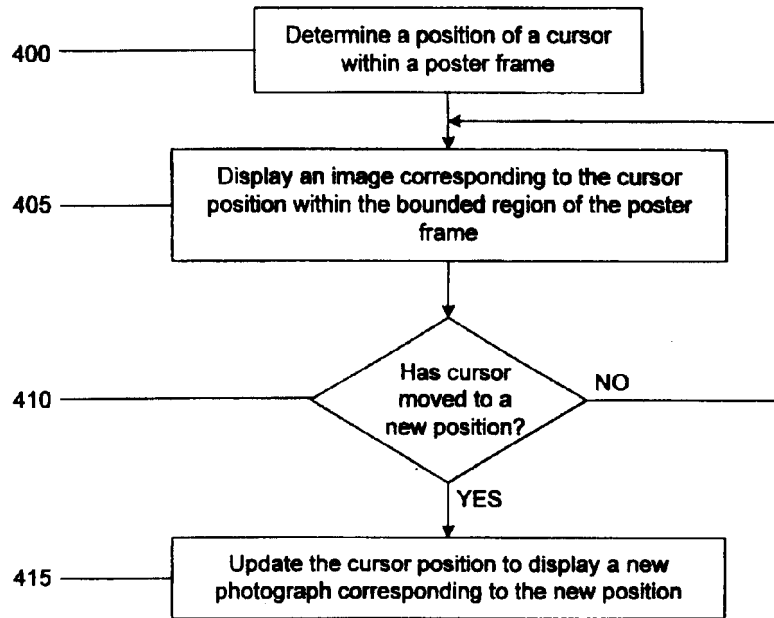 400
Determine a position of a cursor
within a poster frame
405
Display an image corresponding to the cursor
position within the bounded region of the poster
frame
410
Has cursor
moved to a
new position?
NO
YES
415
Update the cursor position to display a new
photograph corresponding to the new position